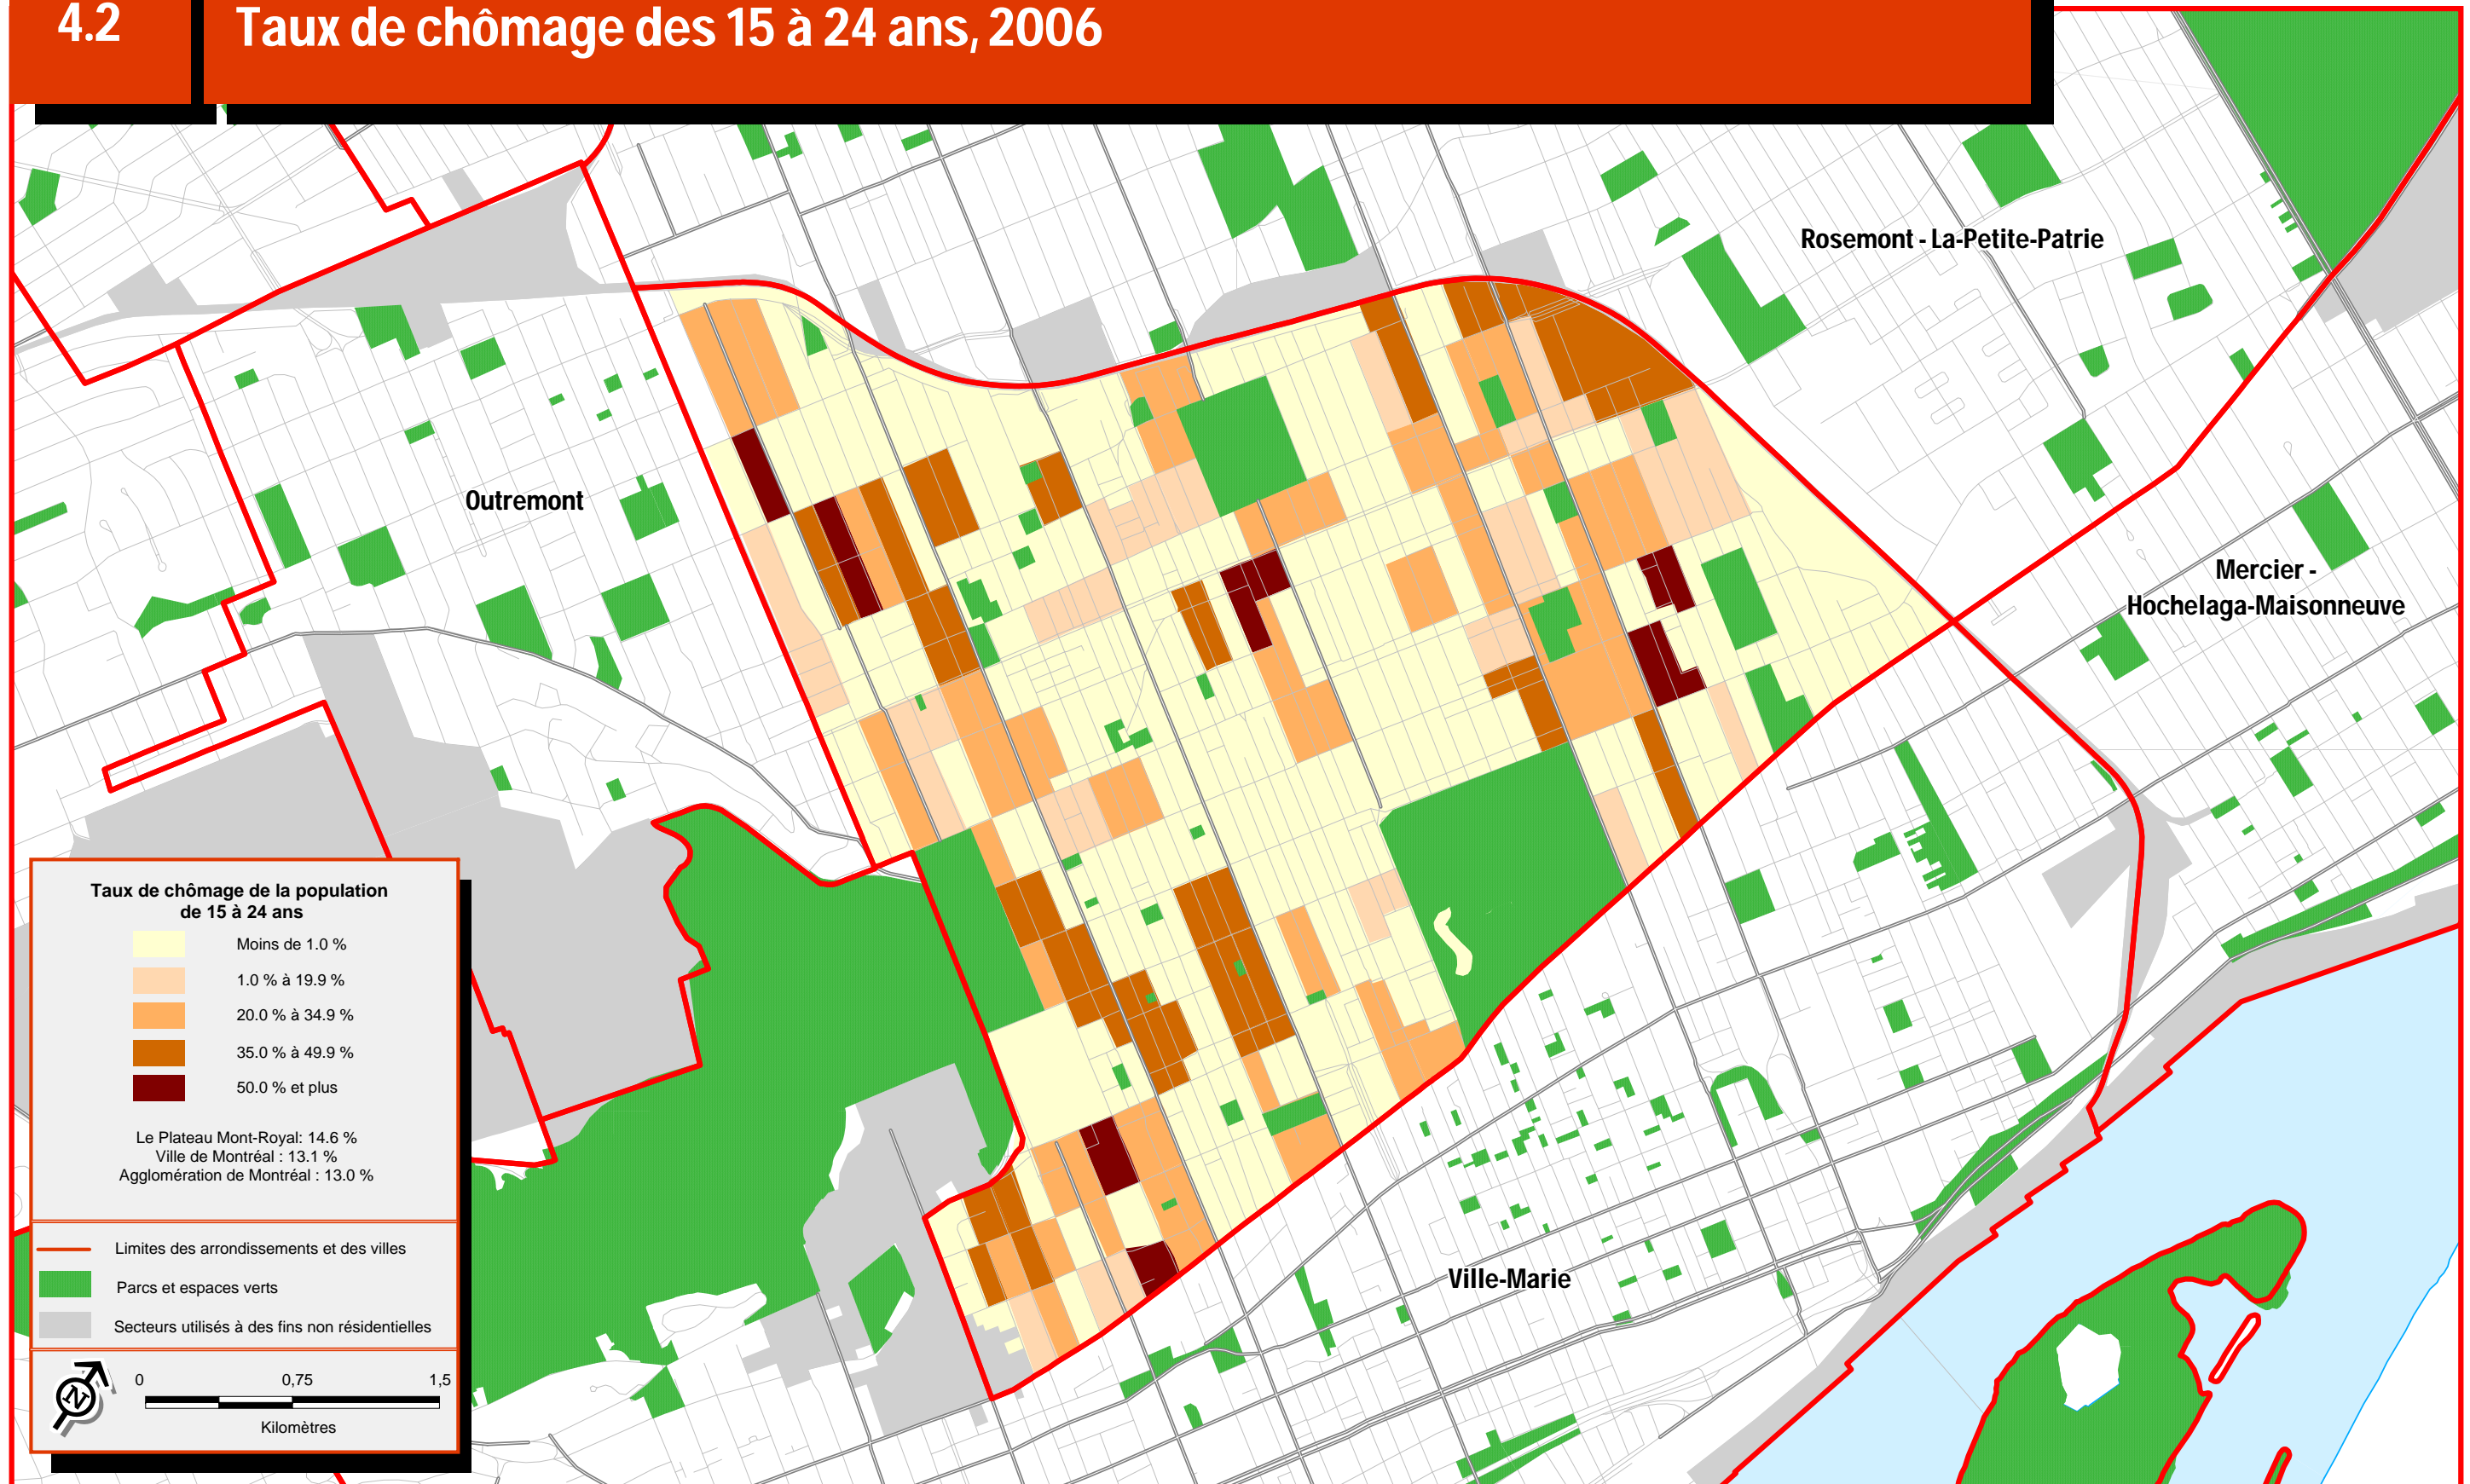 4.2
Taux de chômage des 15 à 24 ans, 2006
Rosemont - La-Petite-Patrie
Outremont
Mercier -
Hochelaga-Maisonneuve
Ville-Marie
Taux de chômage de la population
de 15 à 24 ans
Moins de 1.0 %
1.0 % à 19.9 %
20.0 % à 34.9 %
35.0 % à 49.9 %
50.0 % et plus
Le Plateau Mont-Royal: 14.6 %
Ville de Montréal : 13.1 %
Agglomération de Montréal : 13.0 %
Limites des arrondissements et des villes
Parcs et espaces verts
Secteurs utilisés à des fins non résidentielles
N
0 0,75 1,5
Kilomètres